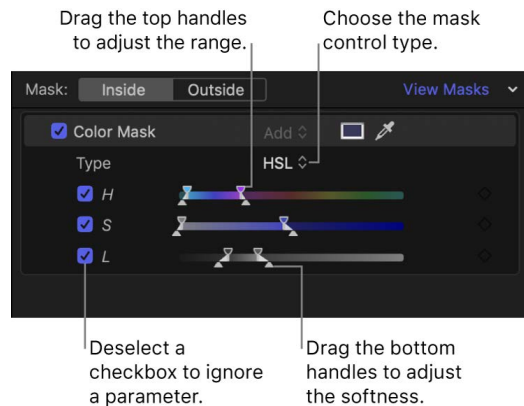 Drag the top handles
to adjust the range.
Choose the mask
control type.
Mask: Inside Outside View Masks
Color Mask Add
Type HSL
H
S
L
Deselect a
checkbox to ignore
a parameter.
Drag the bottom
handles to adjust
the softness.